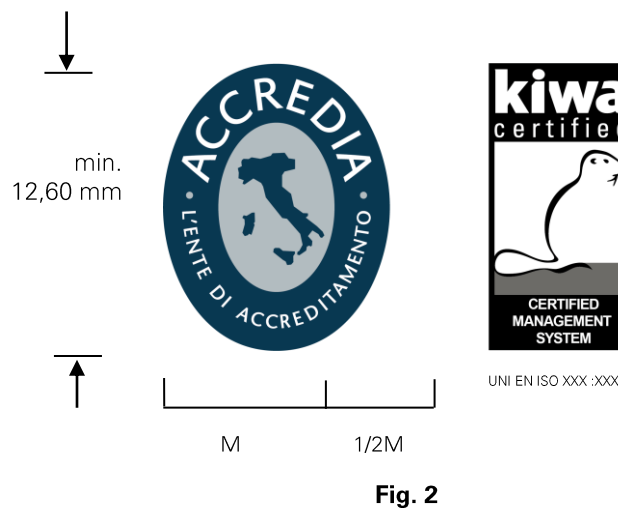 min.
12,60 mm
ACCREDIA
L'ENTE DI ACCREDITAMENTO
kiwa
certified
CERTIFIED
MANAGEMENT
SYSTEM
UNI EN ISO XXX :XXX
M
1/2M
Fig. 2